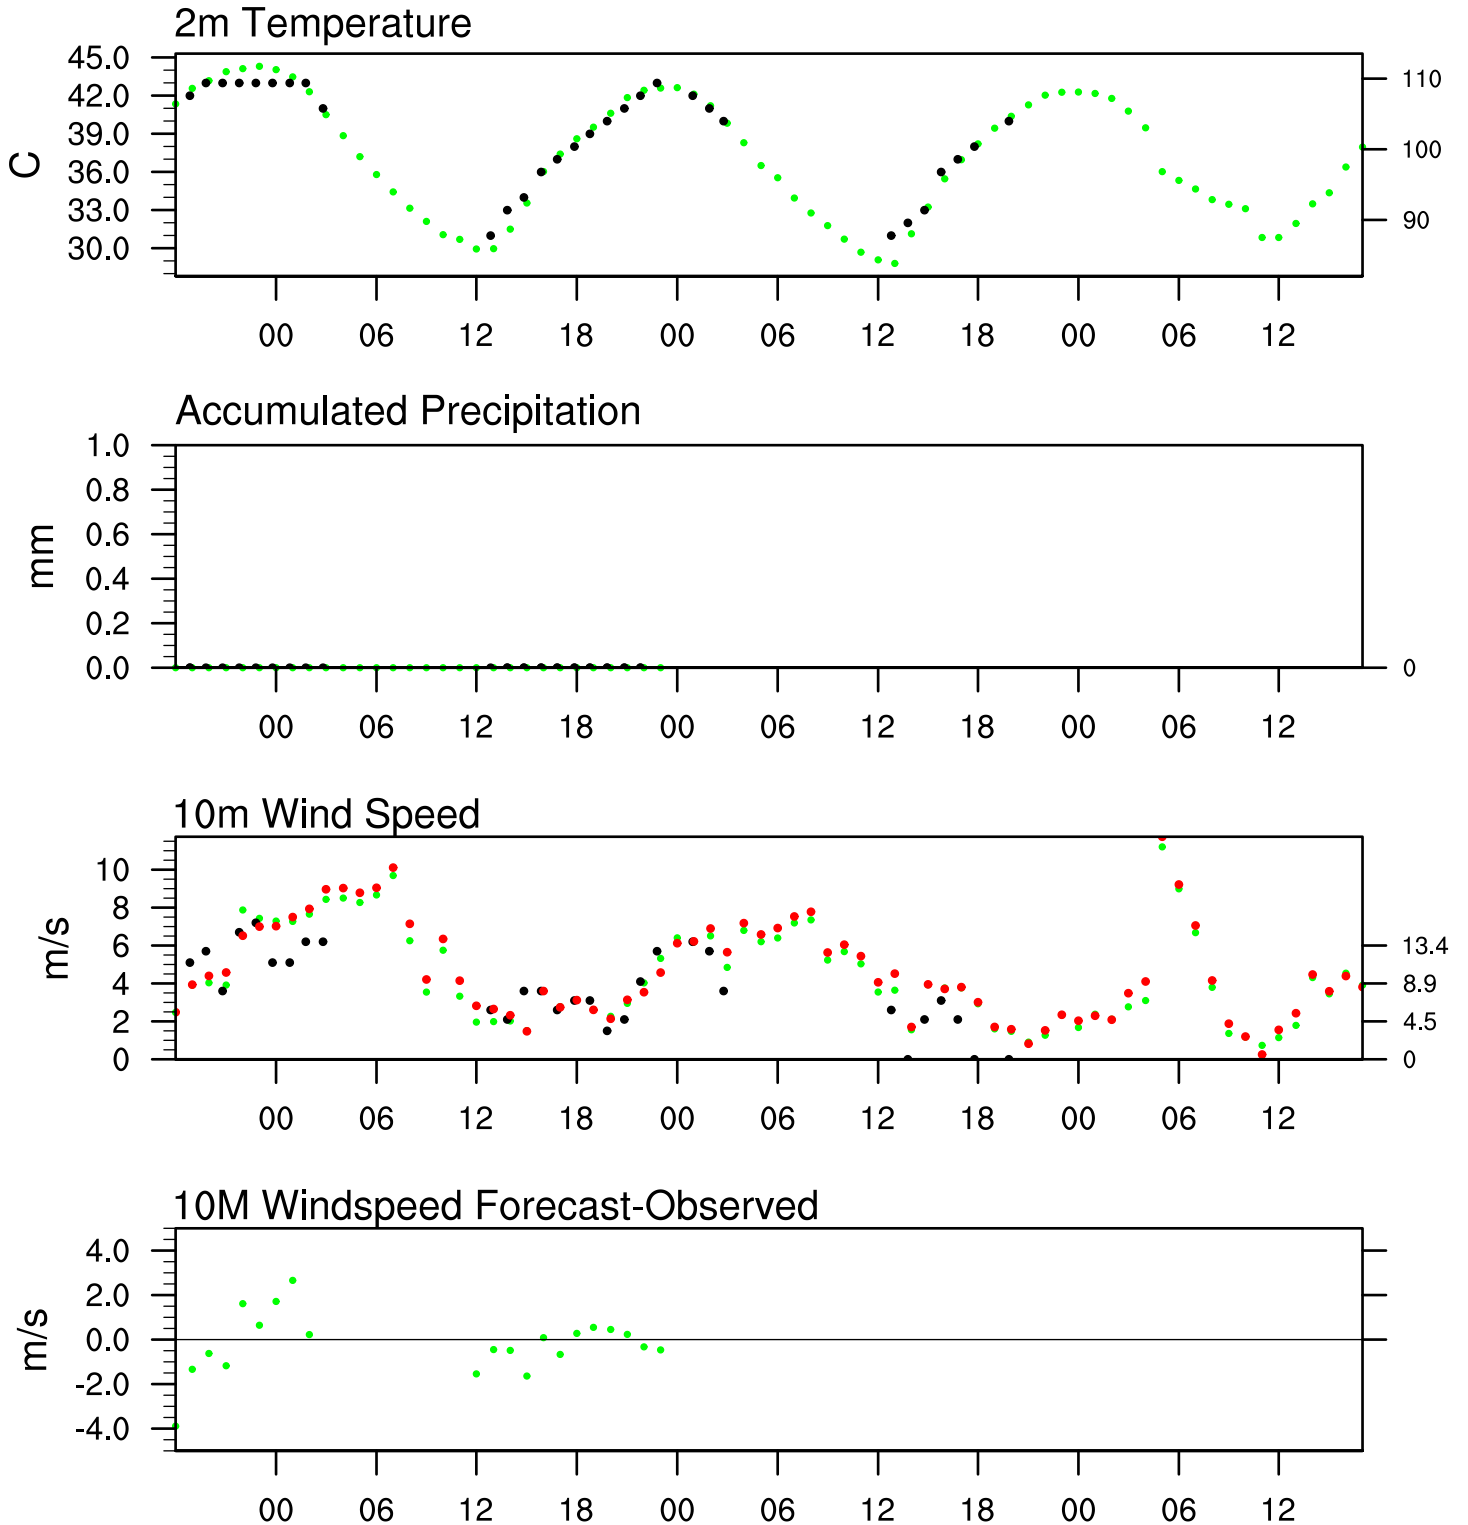 2m Temperature
45.0
42.0
39.0
36.0
33.0
30.0
C
110
100
90
00 06 12 18 00 06 12 18 00 06 12
Accumulated Precipitation
1.0
0.8
0.6
0.4
0.2
0.0
mm
0
00 06 12 18 00 06 12 18 00 06 12
10m Wind Speed
10
8
6
4
2
0
m/s
13.4
8.9
4.5
0
00 06 12 18 00 06 12 18 00 06 12
10M Windspeed Forecast-Observed
4.0
2.0
0.0
-2.0
-4.0
m/s
00 06 12 18 00 06 12 18 00 06 12